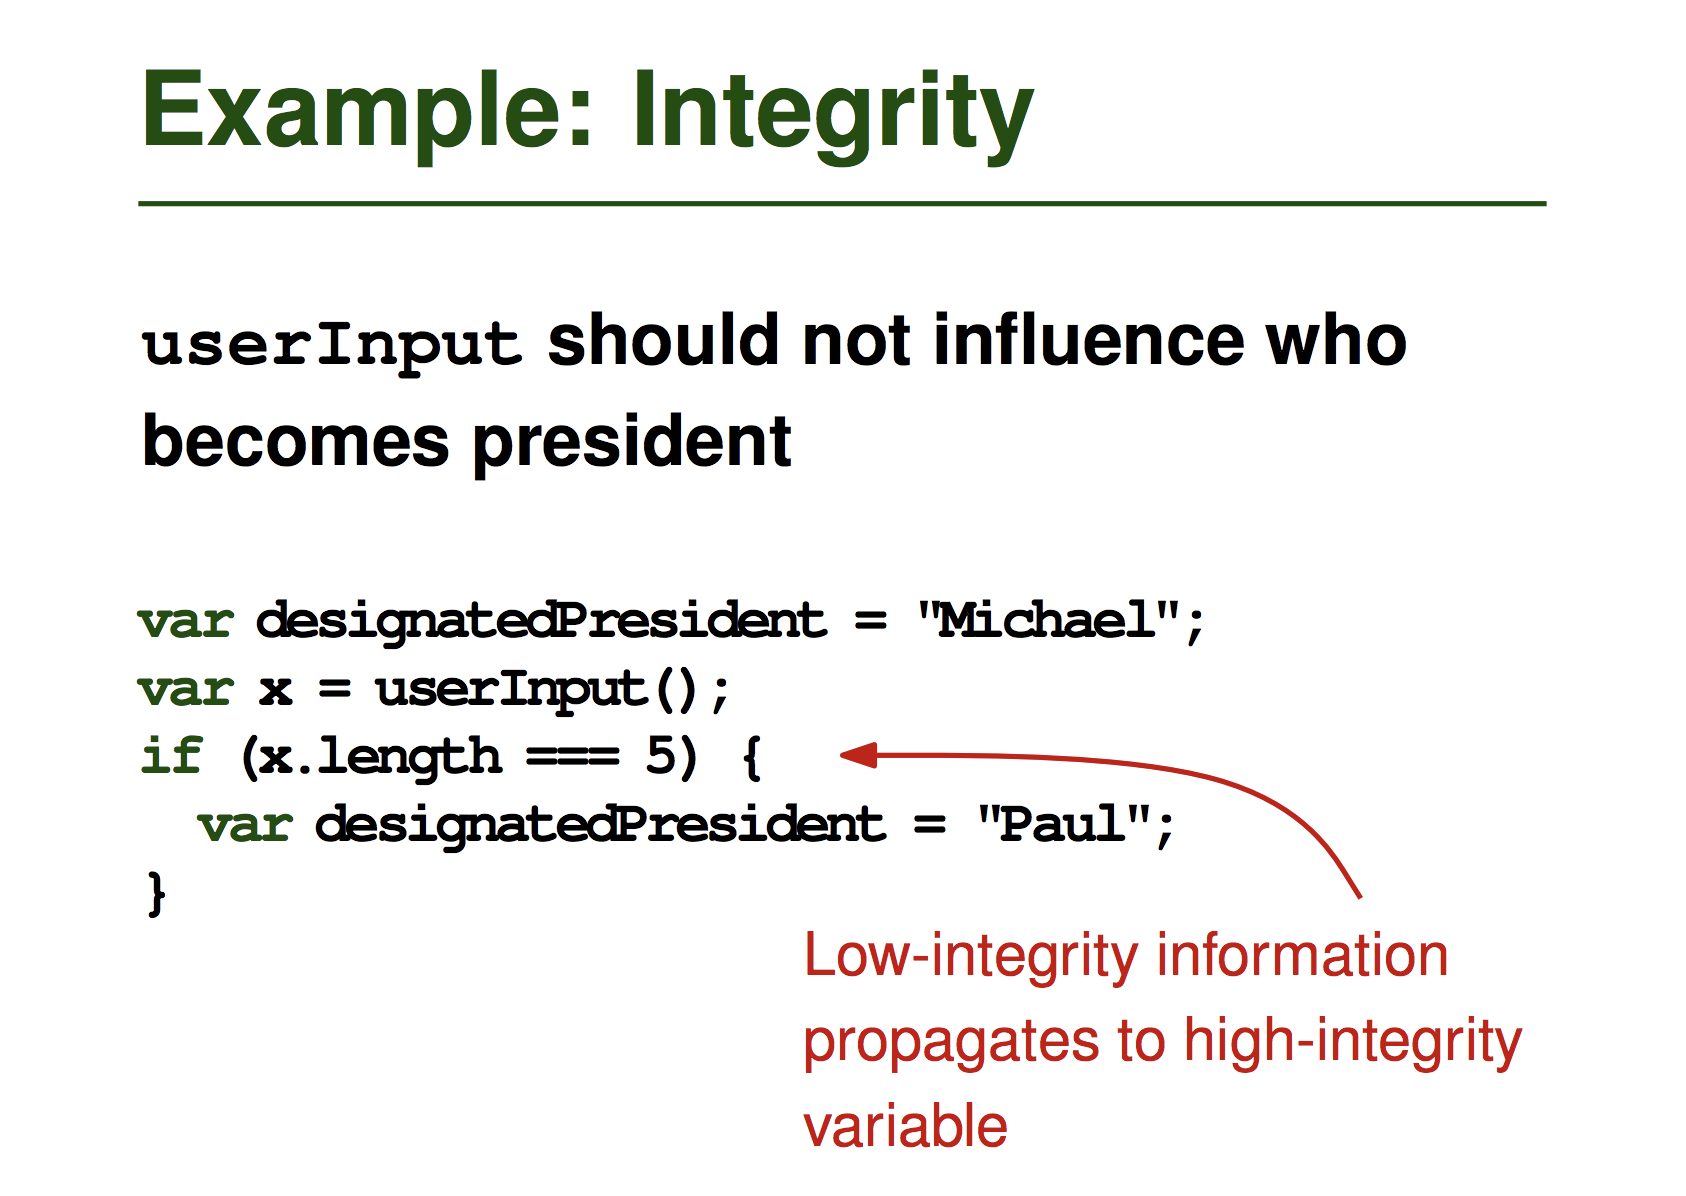 Example: Integrity
userInput should not influence who
becomes president
var designatedPresident = "Michael";
var x = userInput();
if (x.length === 5) {
  var designatedPresident = "Paul";
}
Low-integrity information
propagates to high-integrity
variable